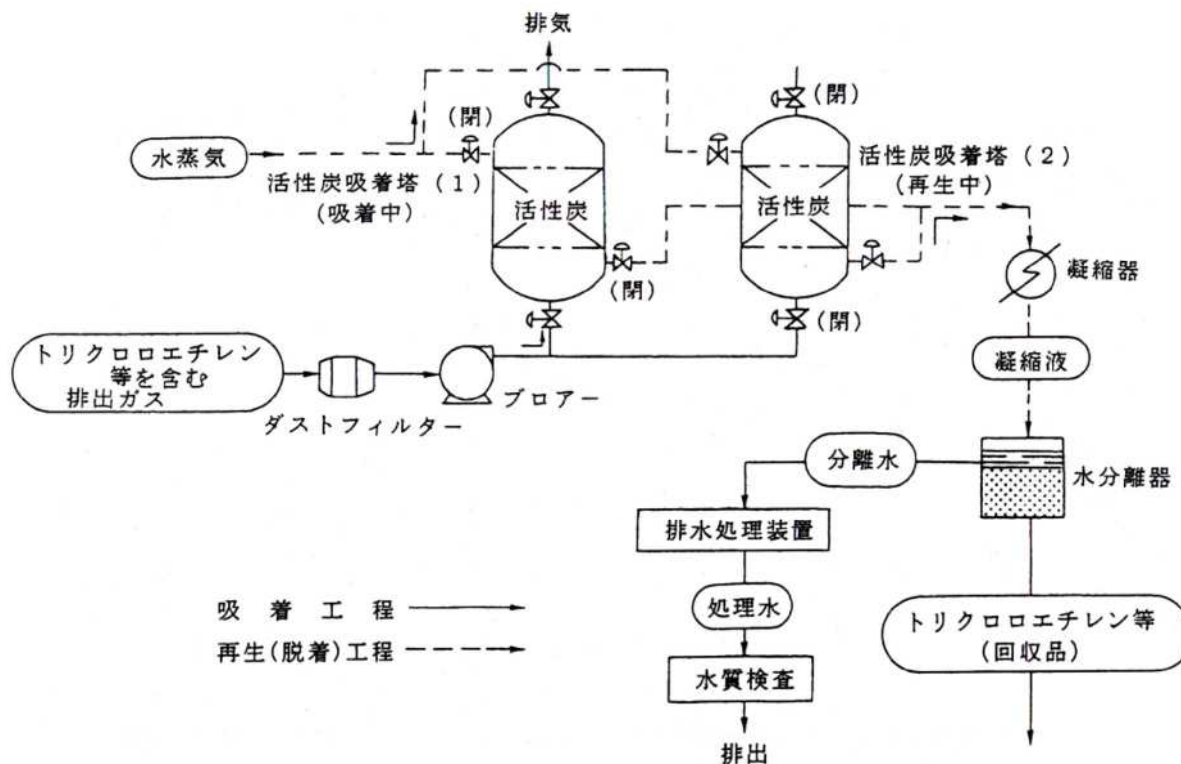 排気
(閉)
(閉)
水蒸気
活性炭吸着塔(1)
(吸着中)
活性炭
活性炭
活性炭吸着塔(2)
(再生中)
(閉)
(閉)
凝縮器
トリクロロエチレン
等を含む
排出ガス
ダストフィルター
ブロアー
凝縮液
分離水
水分離器
排水処理装置
吸着工程
処理水
トリクロロエチレン等
(回収品)
再生(脱着)工程
水質検査
排出